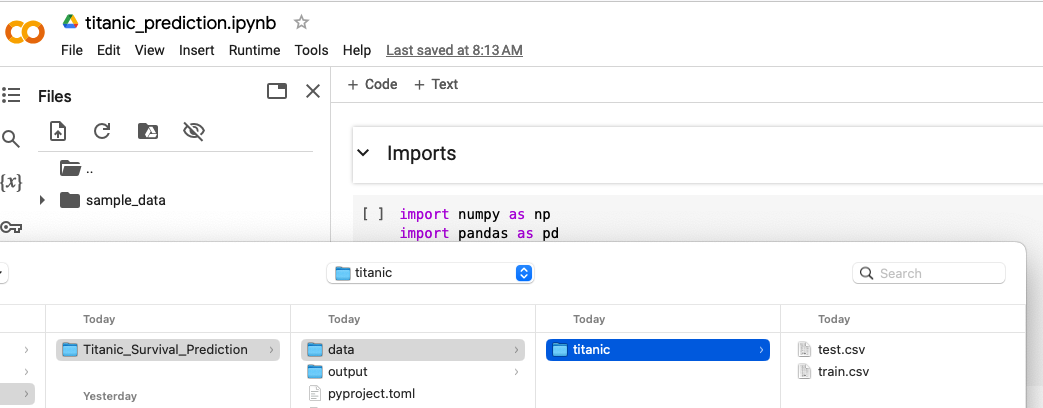 titanic_prediction.ipynb
File Edit View Insert Runtime Tools Help Last saved at 8:13 AM
Files
+ Code + Text
..
{x}
sample_data
Imports
[ ] import numpy as np
import pandas as pd
titanic
Search
Today Today Today Today
Titanic_Survival_Prediction data titanic test.csv
output train.csv
Yesterday pyproject.toml